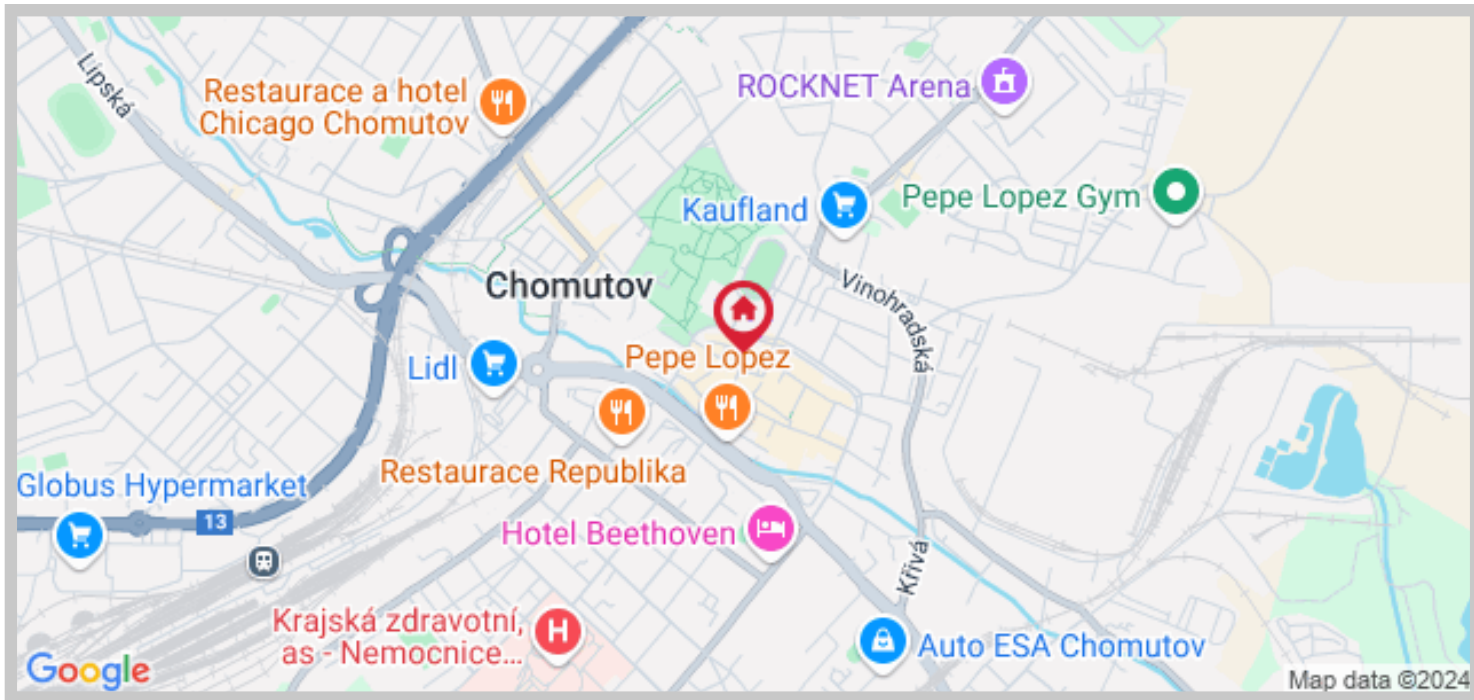 Lipská
Restaurace a hotel
Chicago Chomutov
ROCKNET Arena
Kaufland
Pepe Lopez Gym
Chomutov
Vinohradská
Lidl
Pepe Lopez
Restaurace Republika
Globus Hypermarket
13
Hotel Beethoven
Křivá
Krajská zdravotní,
as - Nemocnice...
H
Auto ESA Chomutov
Google
Map data ©2024